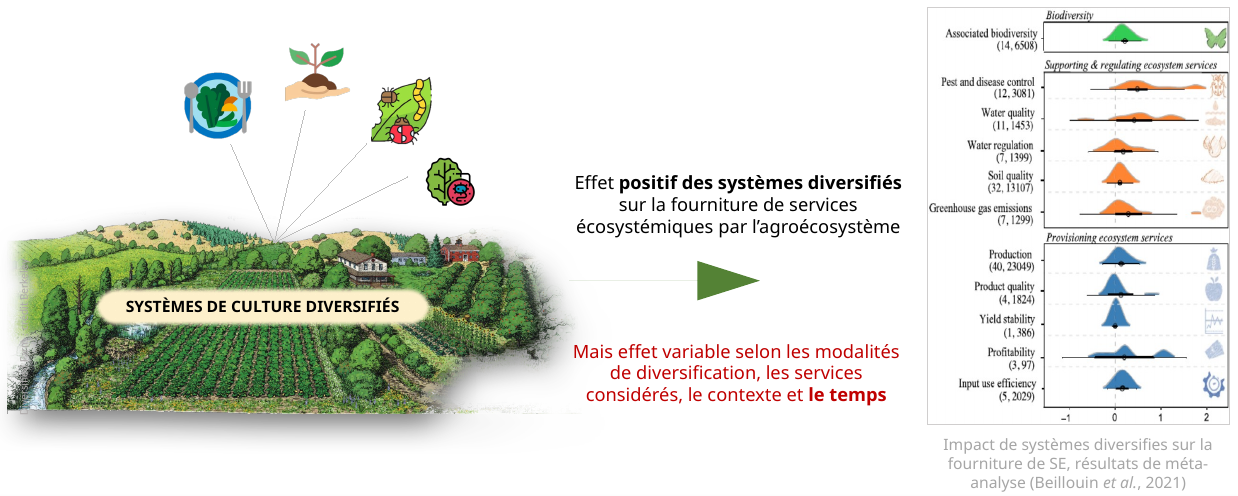 SYSTÈMES DE CULTURE DIVERSIFIÉS
Effet positif des systèmes diversifiés
sur la fourniture de services
écosystémiques par l’agroécosystème
Mais effet variable selon les modalités
de diversification, les services
considérés, le contexte et le temps
Biodiversity
Associated biodiversity
(14, 6508)
Supporting & regulating ecosystem services
Pest and disease control
(12, 3081)
Water quality
(11, 1453)
Water regulation
(7, 1399)
Soil quality
(32, 13107)
Greenhouse gas emissions
(7, 1299)
Provisioning ecosystem services
Production
(40, 23049)
Product quality
(4, 1824)
Yield stability
(1, 386)
Profitability
(3, 97)
Input use efficiency
(5, 2029)
−1 0 1 2
Impact de systèmes diversifies sur la
fourniture de SE, résultats de méta-
analyse (Beillouin et al., 2021)